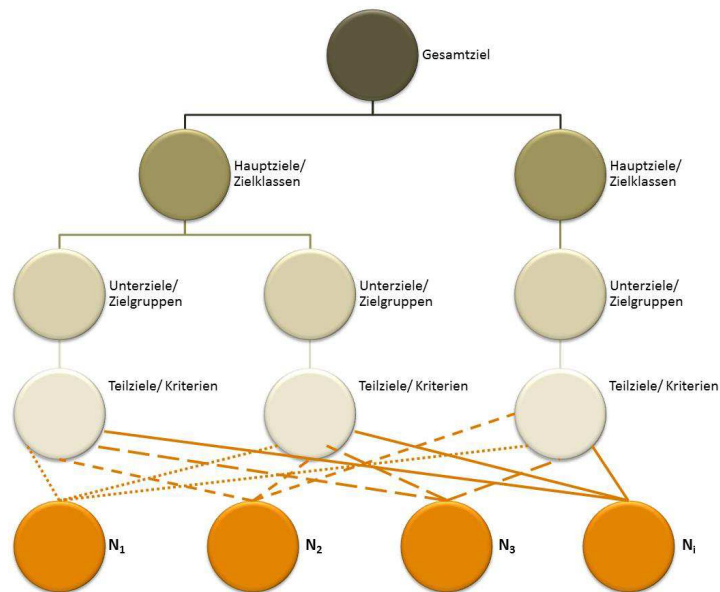 Gesamtziel
Hauptziele/
Zielklassen
Hauptziele/
Zielklassen
Unterziele/
Zielgruppen
Unterziele/
Zielgruppen
Unterziele/
Zielgruppen
Teilziele/ Kriterien
Teilziele/ Kriterien
Teilziele/ Kriterien
N₁
N₂
N₃
Nᵢ